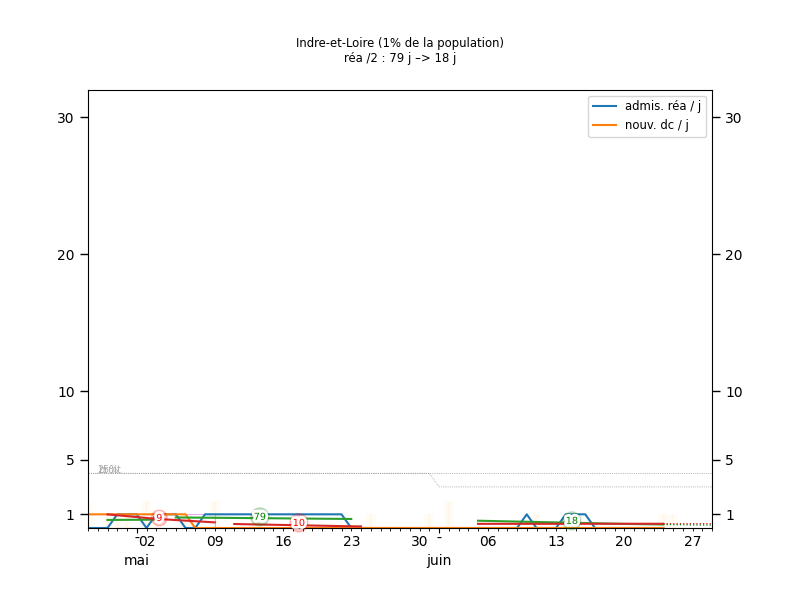 Indre-et-Loire (1% de la population)
réa /2 : 79 j –> 18 j
admis. réa / j
nouv. dc / j
30 30
20 20
10 10
5 5
1 1
9 79 10 18
02 09 16 23 30 06 13 20 27
mai juin